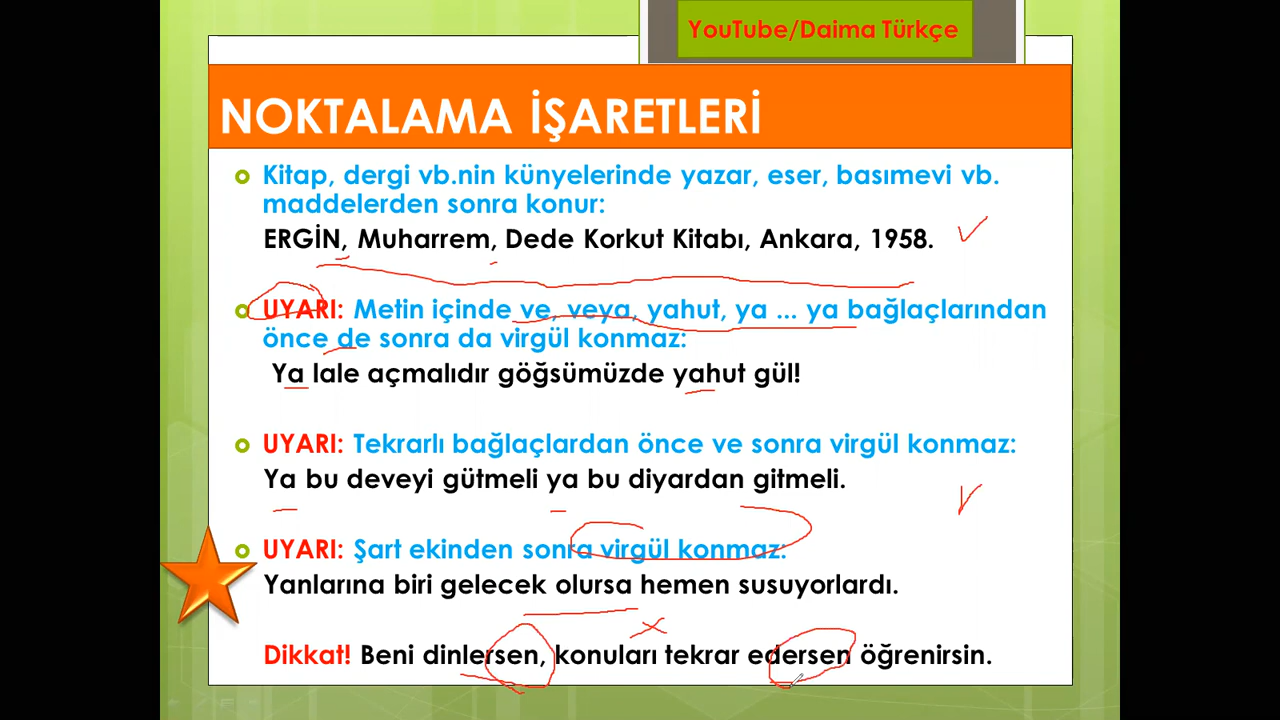 YouTube/Daima Türkçe
NOKTALAMA İŞARETLERİ
Kitap, dergi vb.nin künyelerinde yazar, eser, basımevi vb.
maddelerden sonra konur:
ERGİN, Muharrem, Dede Korkut Kitabı, Ankara, 1958.
UYARI: Metin içinde ve, veya, yahut, ya ... ya bağlaçlarından
önce de sonra da virgül konmaz:
Ya lale açmalıdır göğsümüzde yahut gül!
UYARI: Tekrarlı bağlaçlardan önce ve sonra virgül konmaz:
Ya bu deveyi gütmeli ya bu diyardan gitmeli.
UYARI: Şart ekinden sonra virgül konmaz:
Yanlarına biri gelecek olursa hemen susuyorlardı.
Dikkat! Beni dinlersen, konuları tekrar edersen öğrenirsin.